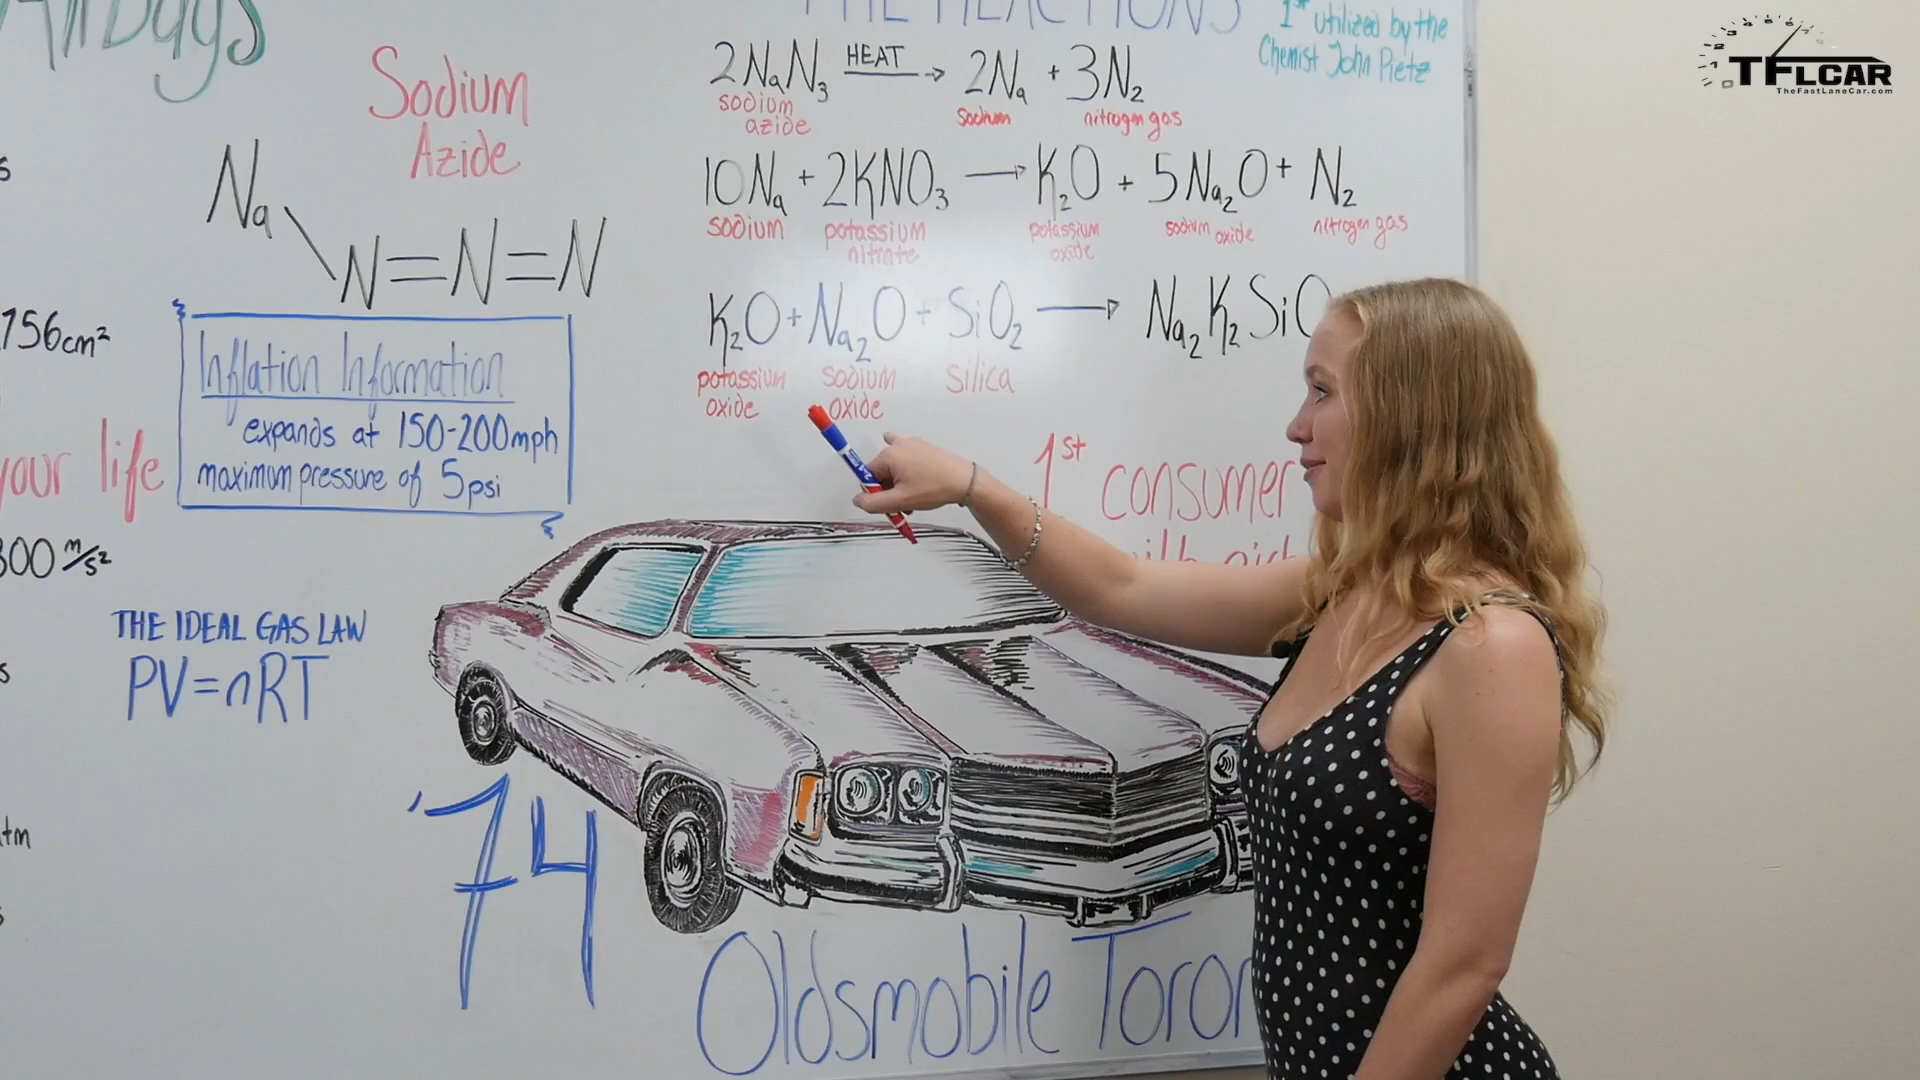 AirBags
THE REACTIONS
1st utilized by the
Chemist John Pietz
TFLCAR
TheFastLaneCar.com
Sodium
Azide
Na
N=N=N
2NaN3 HEAT → 2Na + 3N2
sodium azide
sodium
nitrogen gas
10Na + 2KNO3 → K2O + 5Na2O + N2
sodium
potassium nitrate
potassium oxide
sodium oxide
nitrogen gas
K2O + Na2O + SiO2 → Na2K2SiO
potassium oxide
sodium oxide
silica
756cm²
Inflation Information
expands at 150-200mph
maximum pressure of 5psi
your life
1st consumer
300 m/s²
THE IDEAL GAS LAW
PV=nRT
'74
Oldsmobile Toron